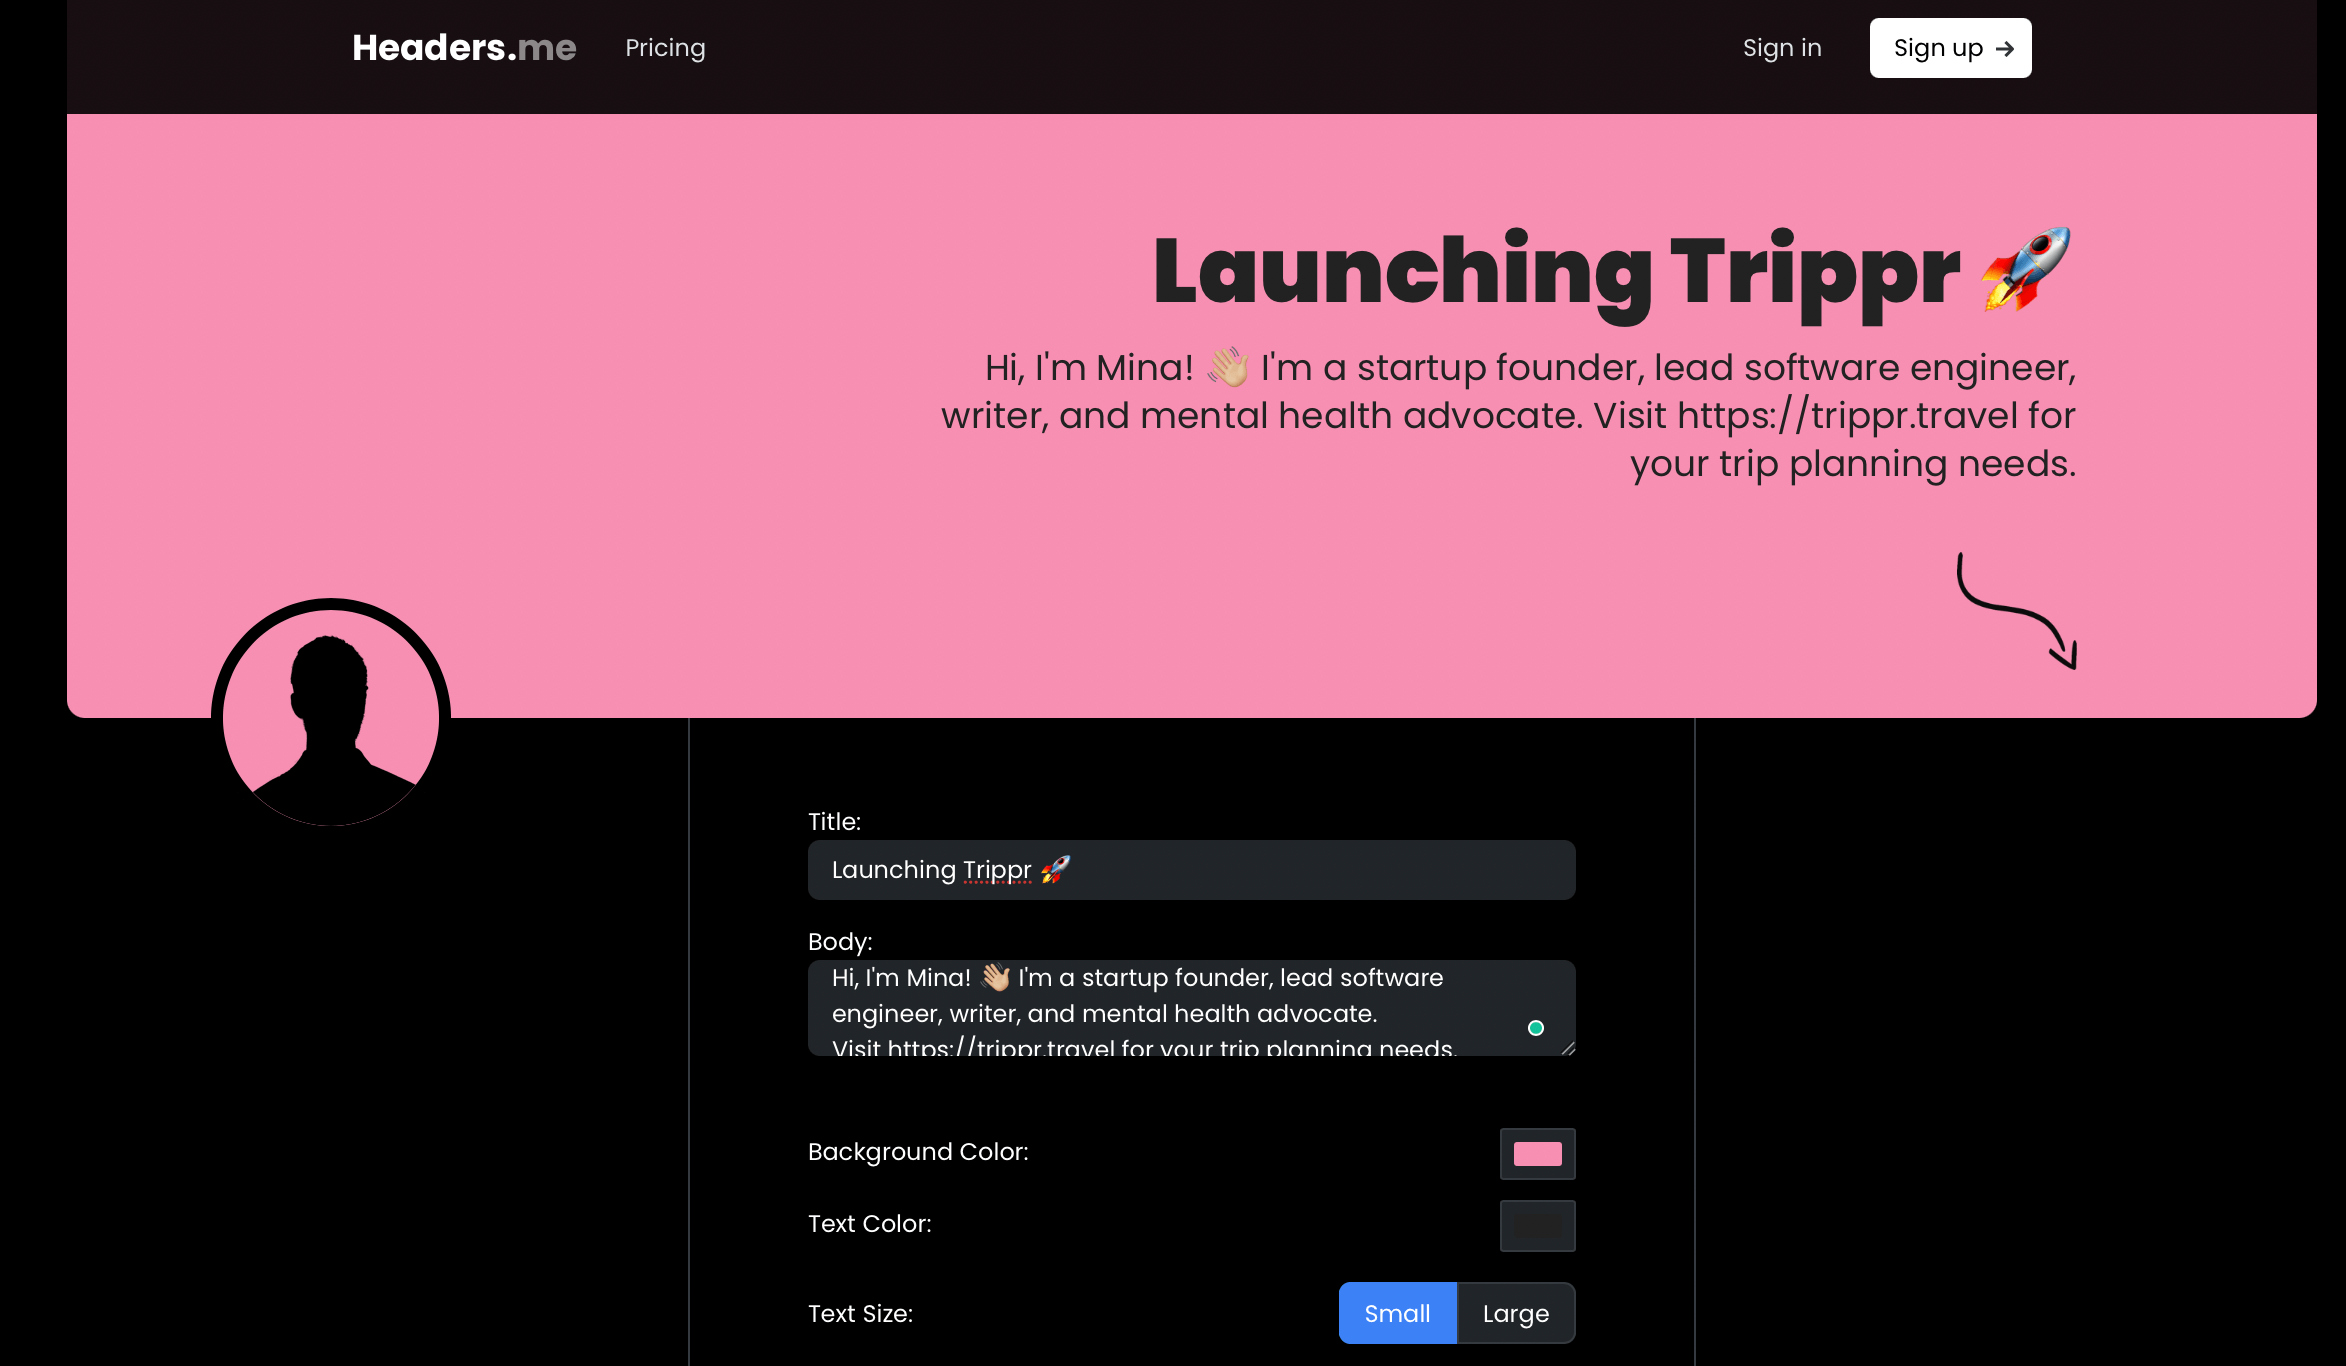 Headers.me Pricing Sign in Sign up →
Launching Trippr 🚀
Hi, I'm Mina! 👋🏼 I'm a startup founder, lead software engineer,
writer, and mental health advocate. Visit https://trippr.travel for
your trip planning needs.
Title:
Launching Trippr 🚀
Body:
Hi, I'm Mina! 👋🏼 I'm a startup founder, lead software
engineer, writer, and mental health advocate.
Visit https://trippr.travel for your trip planning needs.
Background Color:
Text Color:
Text Size: Small Large